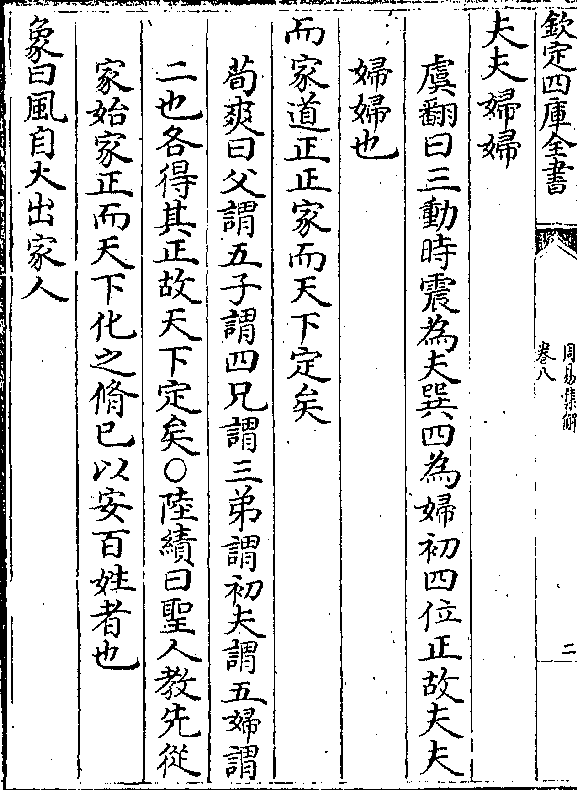 欽定四庫全書
周易集解
卷八
二
夫夫婦婦
虞翻曰三動時震為夫巽四為婦初四位正故夫夫
婦婦也
而家道正正家而天下定矣
荀爽曰父謂五子謂四兄謂三弟謂初夫謂五婦謂
二也各得其正故天下定矣○陸績曰聖人教先從
家始家正而天下化之脩已以安百姓者也
象曰風自火出家人